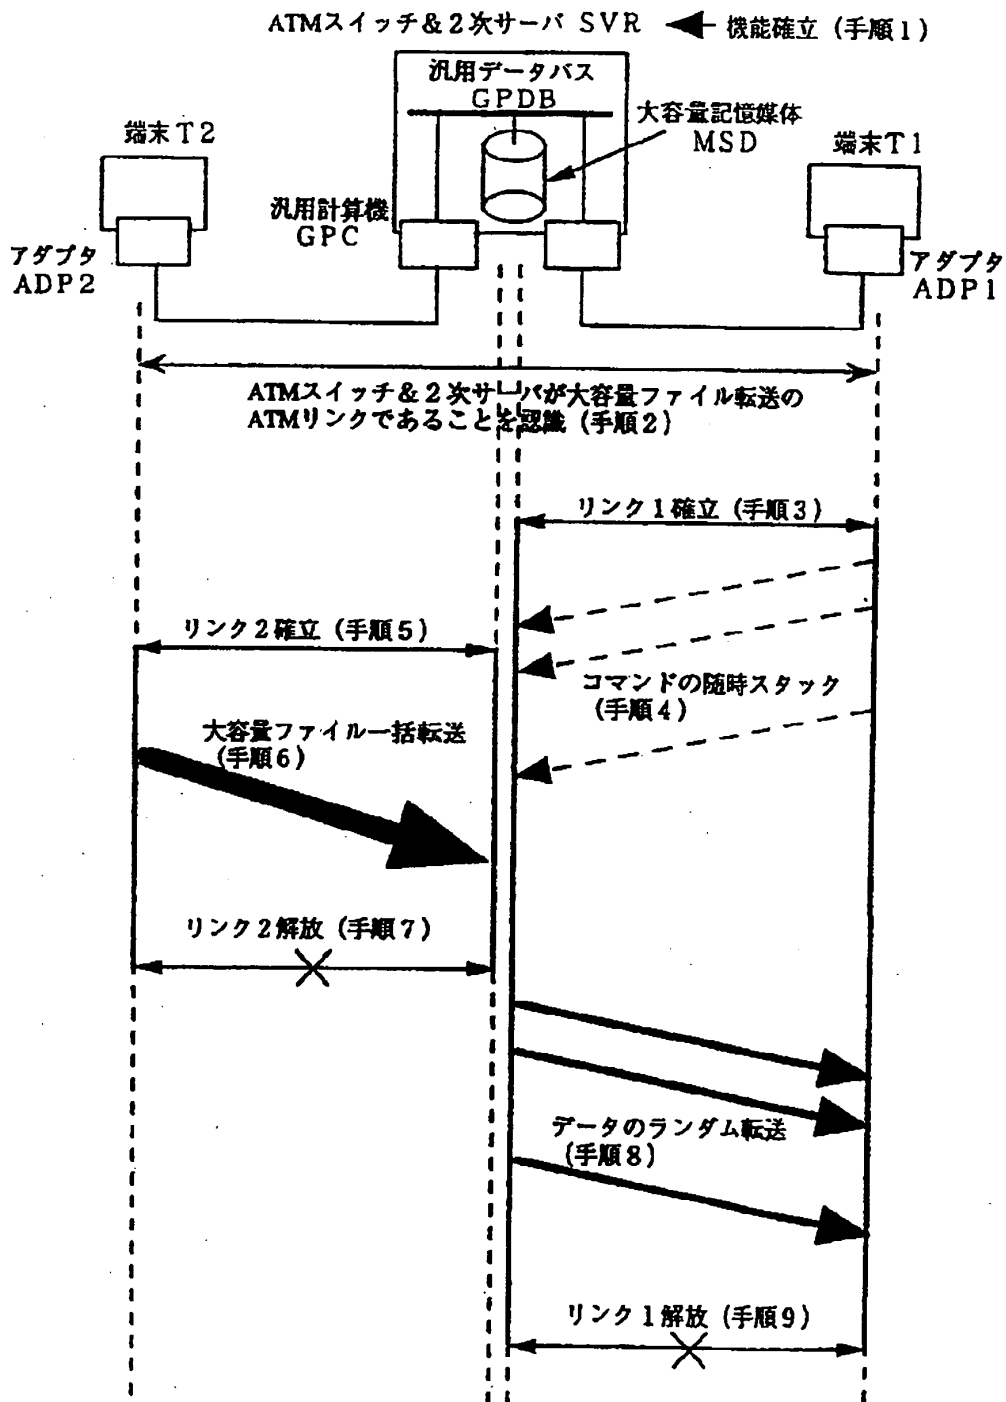 ATMスイッチ＆２次サーバ ＳＶＲ
機能確立（手順１）
汎用データバス
ＧＰＤＢ
大容量記憶媒体
ＭＳＤ
端末Ｔ２
端末Ｔ１
汎用計算機
ＧＰＣ
アダプタ
ＡＤＰ２
アダプタ
ＡＤＰ１
ATMスイッチ＆２次サーバが大容量ファイル転送の
ATMリンクであることを認識（手順２）
リンク１確立（手順３）
リンク２確立（手順５）
コマンドの随時スタック
（手順４）
大容量ファイル一括転送
（手順６）
リンク２解放（手順７）
データのランダム転送
（手順８）
リンク１解放（手順９）